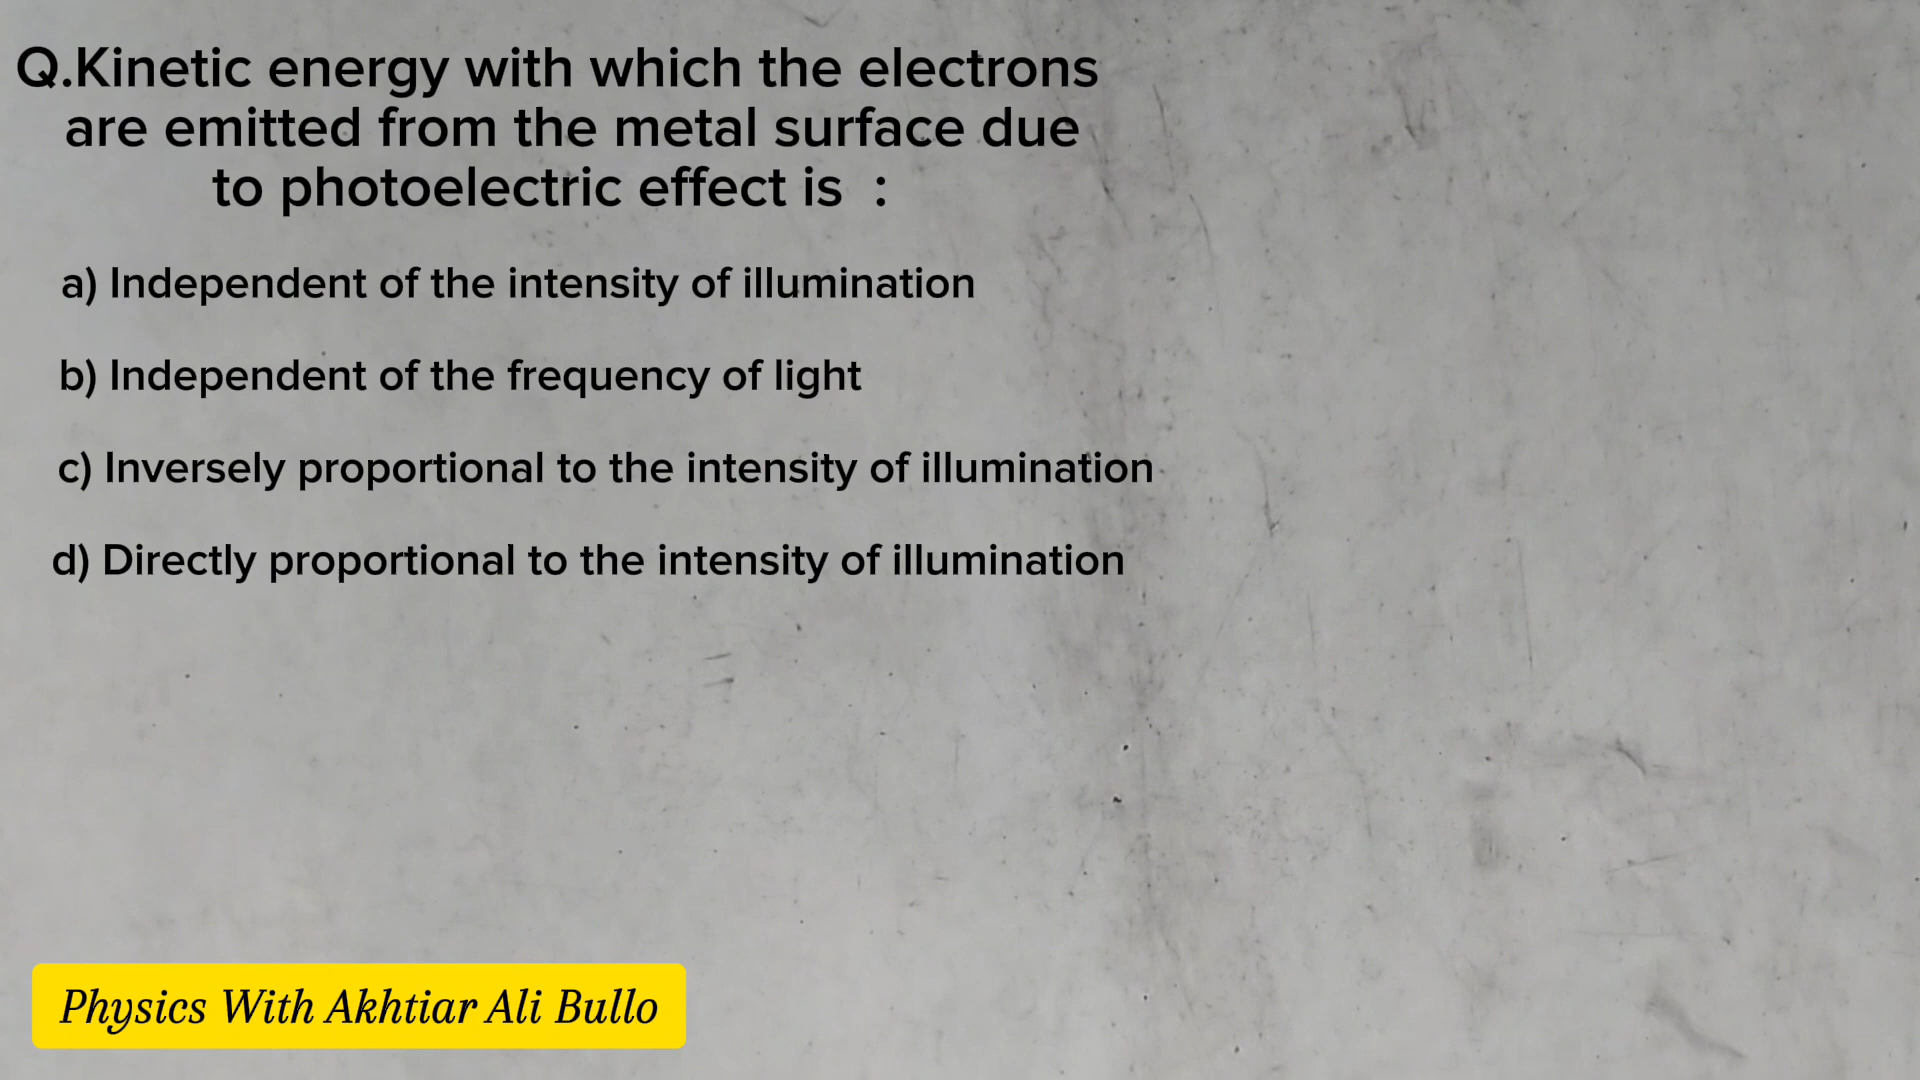 Q.Kinetic energy with which the electrons
are emitted from the metal surface due
to photoelectric effect is  :
a) Independent of the intensity of illumination
b) Independent of the frequency of light
c) Inversely proportional to the intensity of illumination
d) Directly proportional to the intensity of illumination
Physics With Akhtiar Ali Bullo